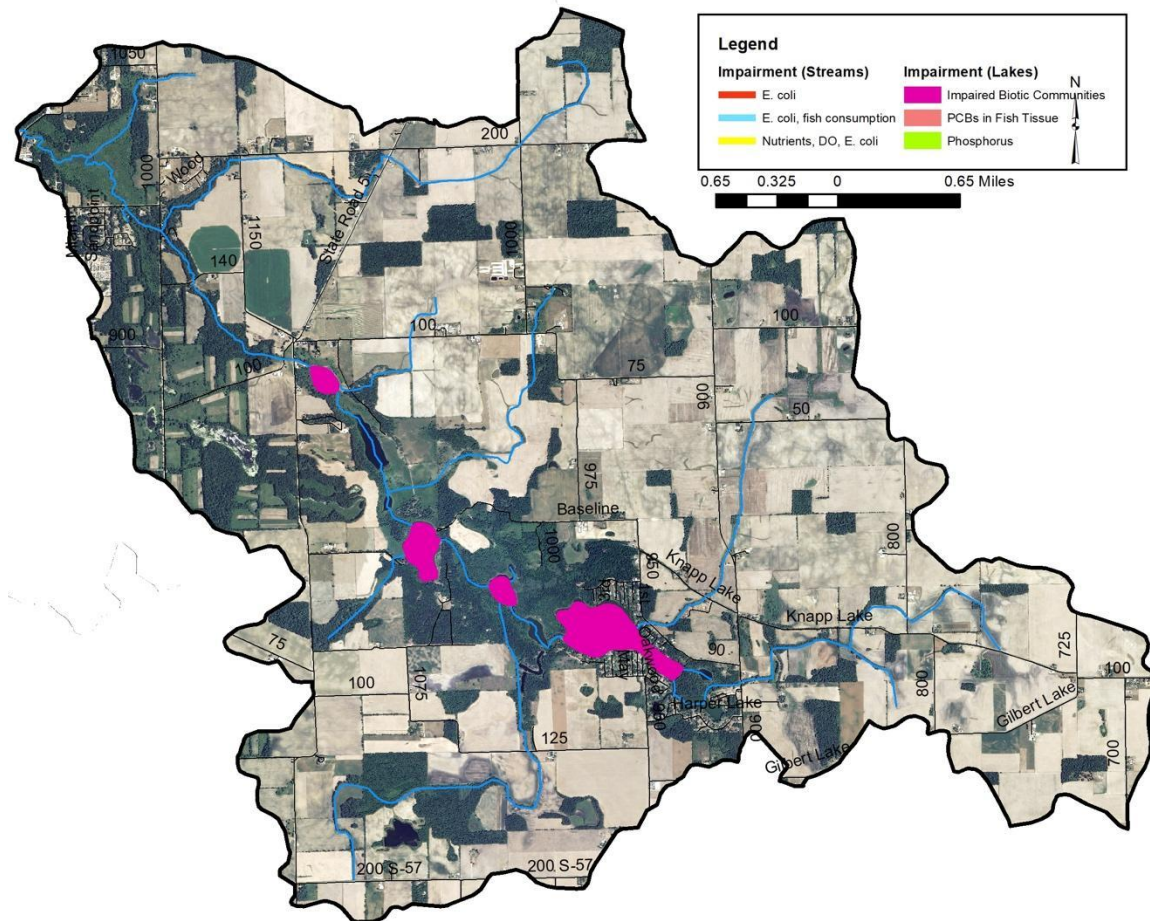 Legend
Impairment (Streams)
E. coli
E. coli, fish consumption
Nutrients, DO, E. coli
Impairment (Lakes)
Impaired Biotic Communities
PCBs in Fish Tissue
Phosphorus
N
0.65 0.325 0 0.65 Miles
1050
200
1000
Wood
Sandpoint
1150
State Road 5
140
1000
900
100
100
100
75
900
50
975
Baseline
1000
950
Knapp Lake
800
Knapp Lake
75
90
725
100
1075
100
Harper Lake
800
Gilbert Lake
900
125
Gilbert Lake
700
200 S-57
200 S-57